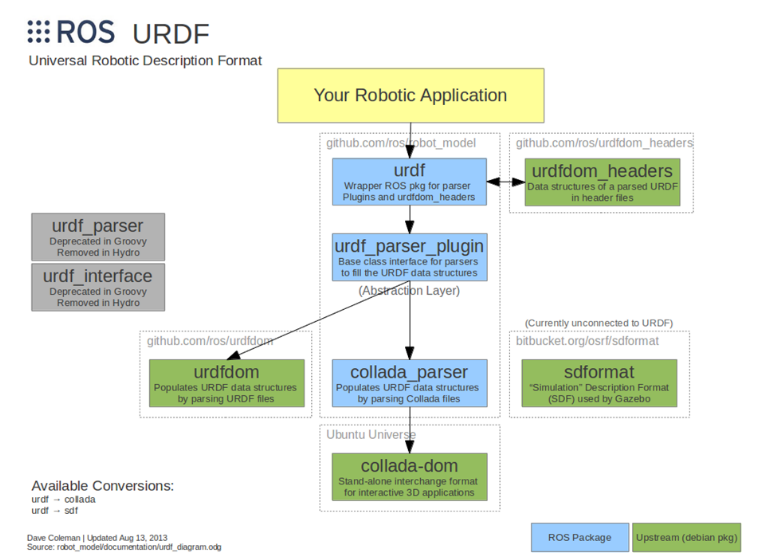 ROS URDF
Universal Robotic Description Format
Your Robotic Application
github.com/ros/robot_model
github.com/ros/urdfdom_headers
urdf
Wrapper ROS pkg for parser
Plugins and urdfdom_headers
urdfdom_headers
Data structures of a parsed URDF
in header files
urdf_parser
Deprecated in Groovy
Removed in Hydro
urdf_interface
Deprecated in Groovy
Removed in Hydro
urdf_parser_plugin
Base class interface for parsers
to fill the URDF data structures
(Abstraction Layer)
(Currently unconnected to URDF)
github.com/ros/urdfdom
bitbucket.org/osrf/sdformat
urdfdom
Populates URDF data structures
by parsing URDF files
collada_parser
Populates URDF data structures
by parsing Collada files
sdformat
“Simulation” Description Format
(SDF) used by Gazebo
Ubuntu Universe
collada-dom
Stand-alone interchange format
for interactive 3D applications
Available Conversions:
urdf → collada
urdf → sdf
Dave Coleman | Updated Aug 13, 2013
Source: robot_model/documentation/urdf_diagram.odg
ROS Package
Upstream (debian pkg)